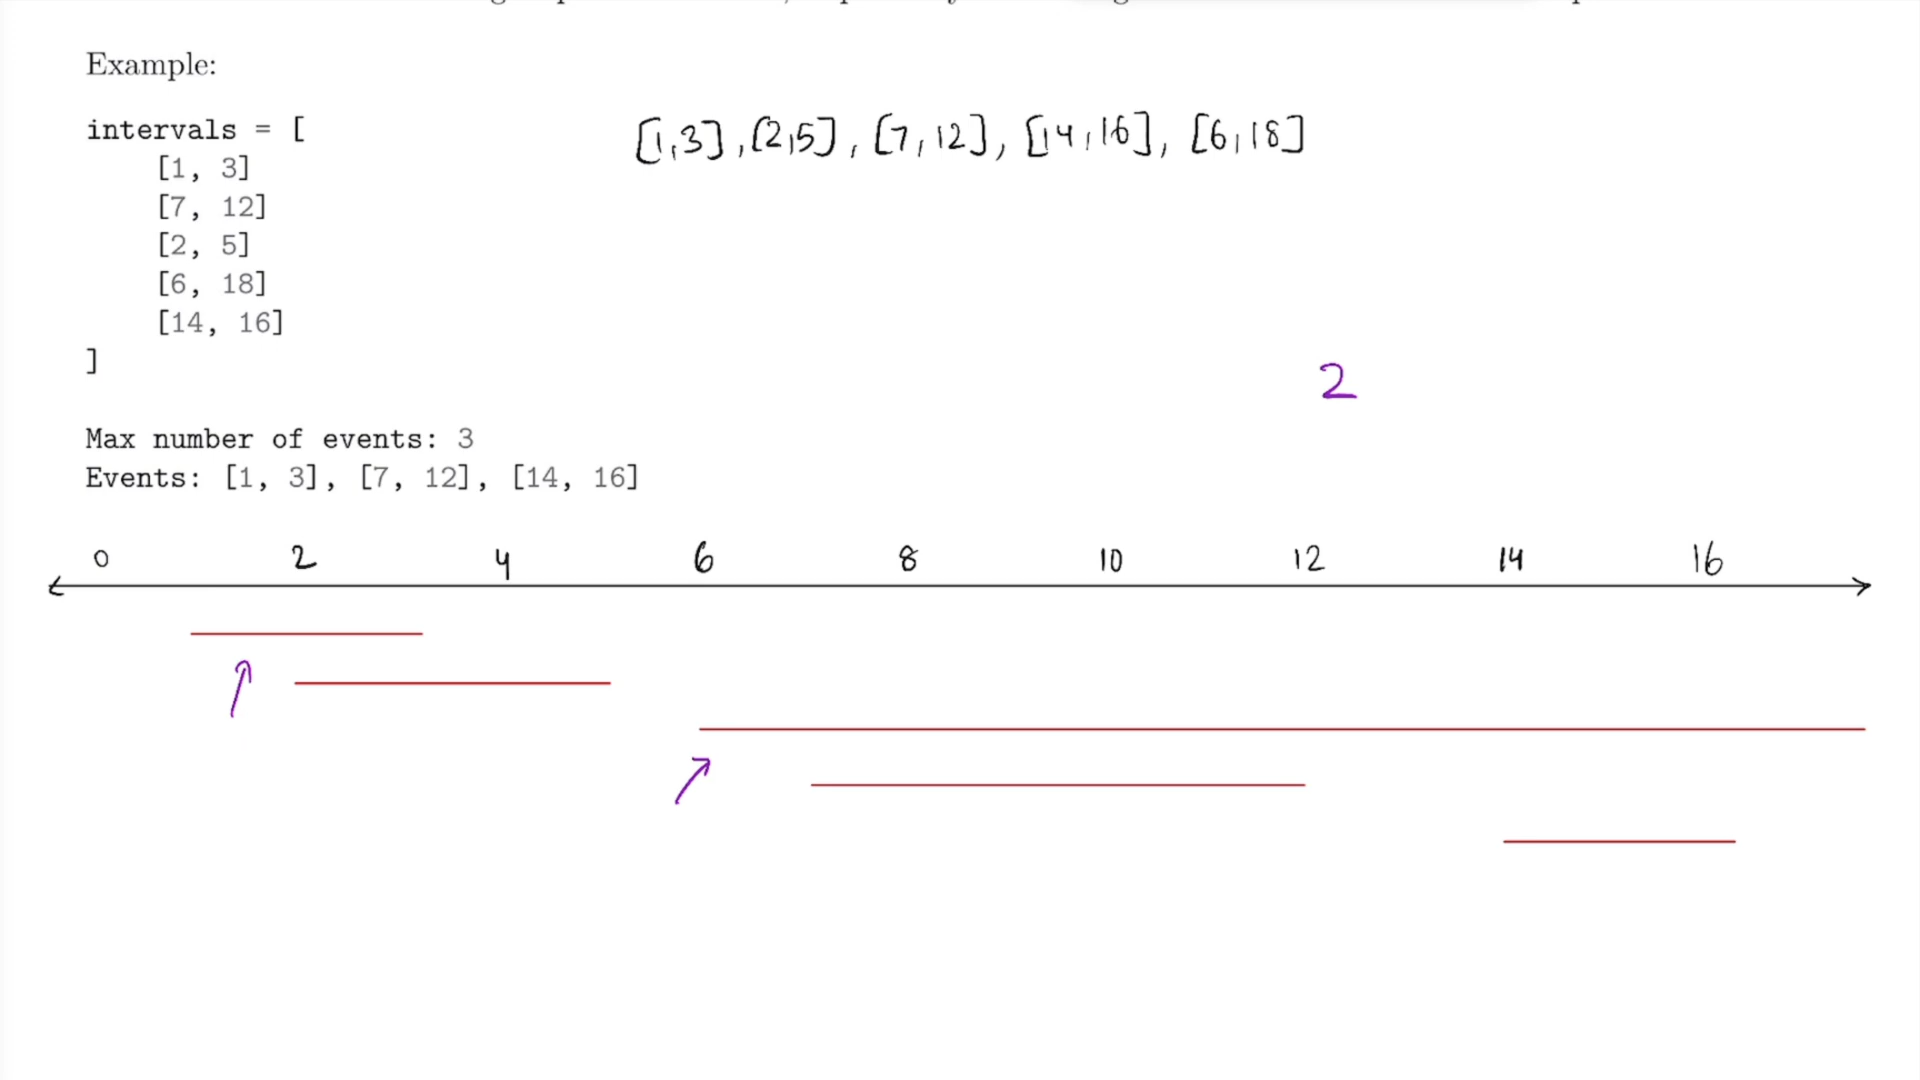 Example:
intervals = [
[1, 3]
[7, 12]
[2, 5]
[6, 18]
[14, 16]
]
[1,3], [2,5], [7,12], [14,16], [6,18]
2
Max number of events: 3
Events: [1, 3], [7, 12], [14, 16]
0 2 4 6 8 10 12 14 16